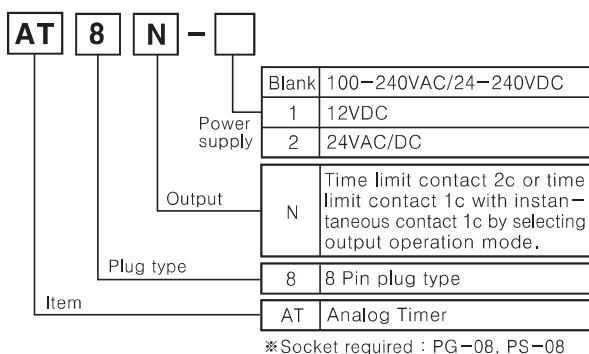 AT 8 N -
Blank 100-240VAC/24-240VDC
Power supply
1 12VDC
2 24VAC/DC
Output
N
Time limit contact 2c or time
limit contact 1c with instan-
taneous contact 1c by selecting
output operation mode.
Plug type
8 8 Pin plug type
Item
AT Analog Timer
※Socket required : PG-08, PS-08